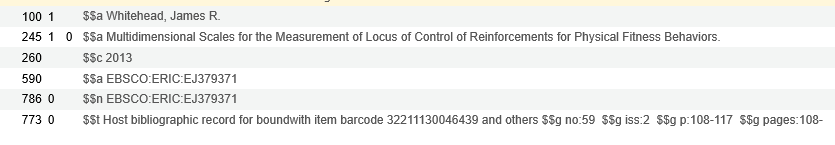 100 1 $$a Whitehead, James R.
245 1 0 $$a Multidimensional Scales for the Measurement of Locus of Control of Reinforcements for Physical Fitness Behaviors.
260 $$c 2013
590 $$a EBSCO:ERIC:EJ379371
786 0 $$n EBSCO:ERIC:EJ379371
773 0 $$t Host bibliographic record for boundwith item barcode 32211130046439 and others $$g no:59 $$g iss:2 $$g p:108-117 $$g pages:108-